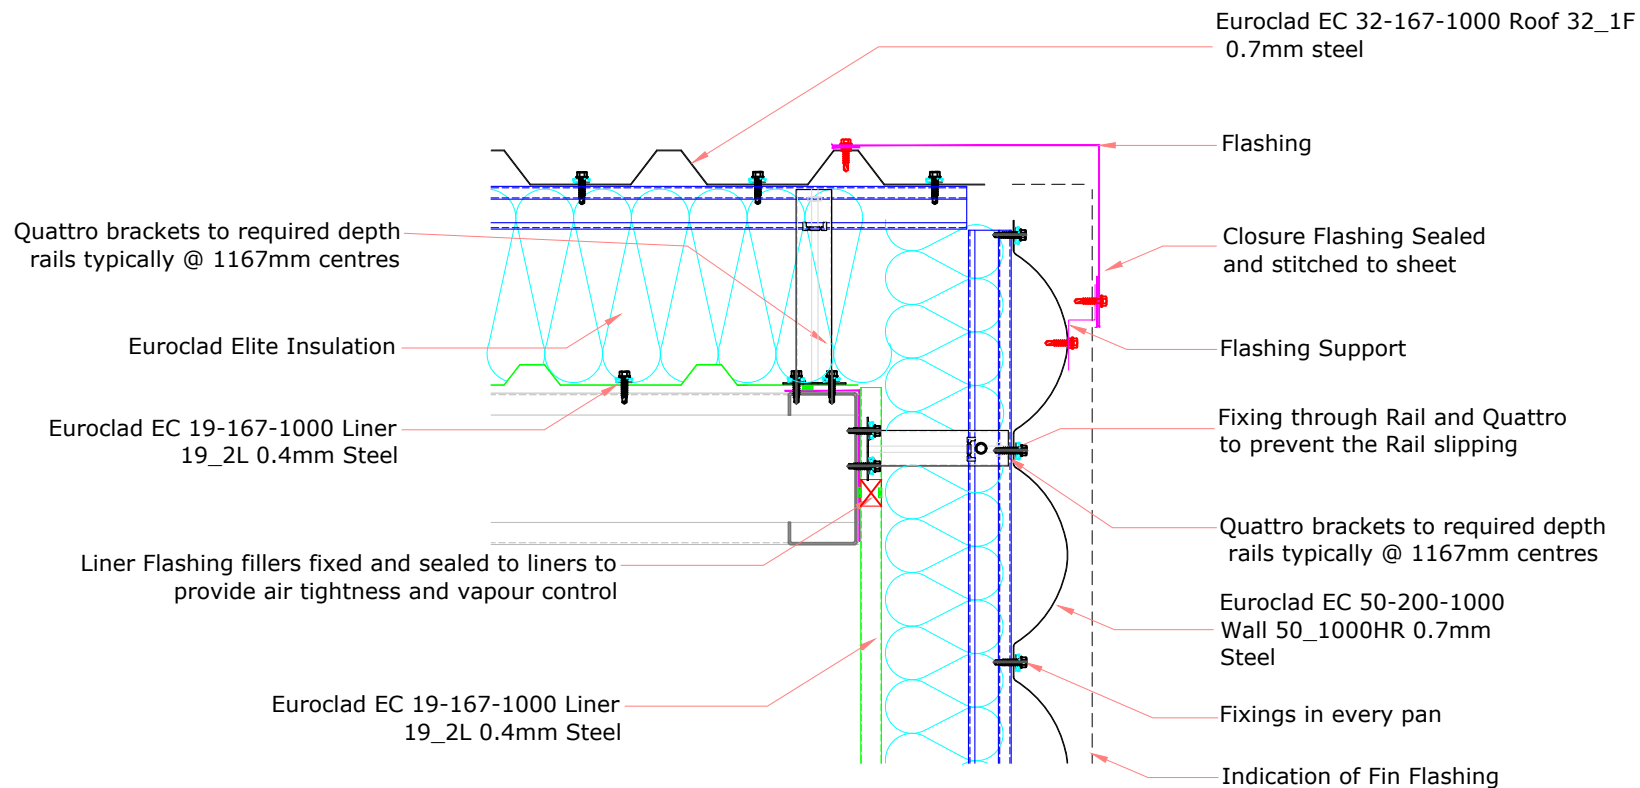 Euroclad EC 32-167-1000 Roof 32_1F
0.7mm steel
Flashing
Quattro brackets to required depth
rails typically @ 1167mm centres
Closure Flashing Sealed
and stitched to sheet
Euroclad Elite Insulation
Flashing Support
Euroclad EC 19-167-1000 Liner
19_2L 0.4mm Steel
Fixing through Rail and Quattro
to prevent the Rail slipping
Quattro brackets to required depth
rails typically @ 1167mm centres
Liner Flashing fillers fixed and sealed to liners to
provide air tightness and vapour control
Euroclad EC 50-200-1000
Wall 50_1000HR 0.7mm
Steel
Euroclad EC 19-167-1000 Liner
19_2L 0.4mm Steel
Fixings in every pan
Indication of Fin Flashing